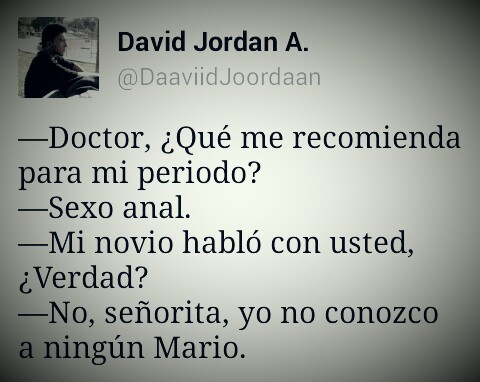 David Jordan A.
@DaaviidJoordaan
—Doctor, ¿Qué me recomienda
para mi periodo?
—Sexo anal.
—Mi novio habló con usted,
¿Verdad?
—No, señorita, yo no conozco
a ningún Mario.